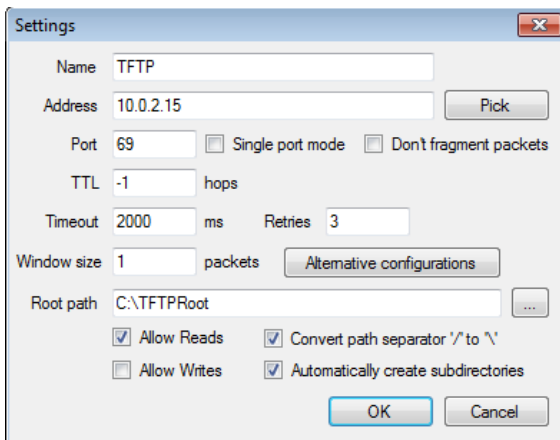 Settings
Name TFTP
Address 10.0.2.15 Pick
Port 69 Single port mode Don't fragment packets
TTL -1 hops
Timeout 2000 ms Retries 3
Window size 1 packets Alternative configurations
Root path C:\TFTPRoot ...
Allow Reads Convert path separator '/' to '\'
Allow Writes Automatically create subdirectories
OK Cancel